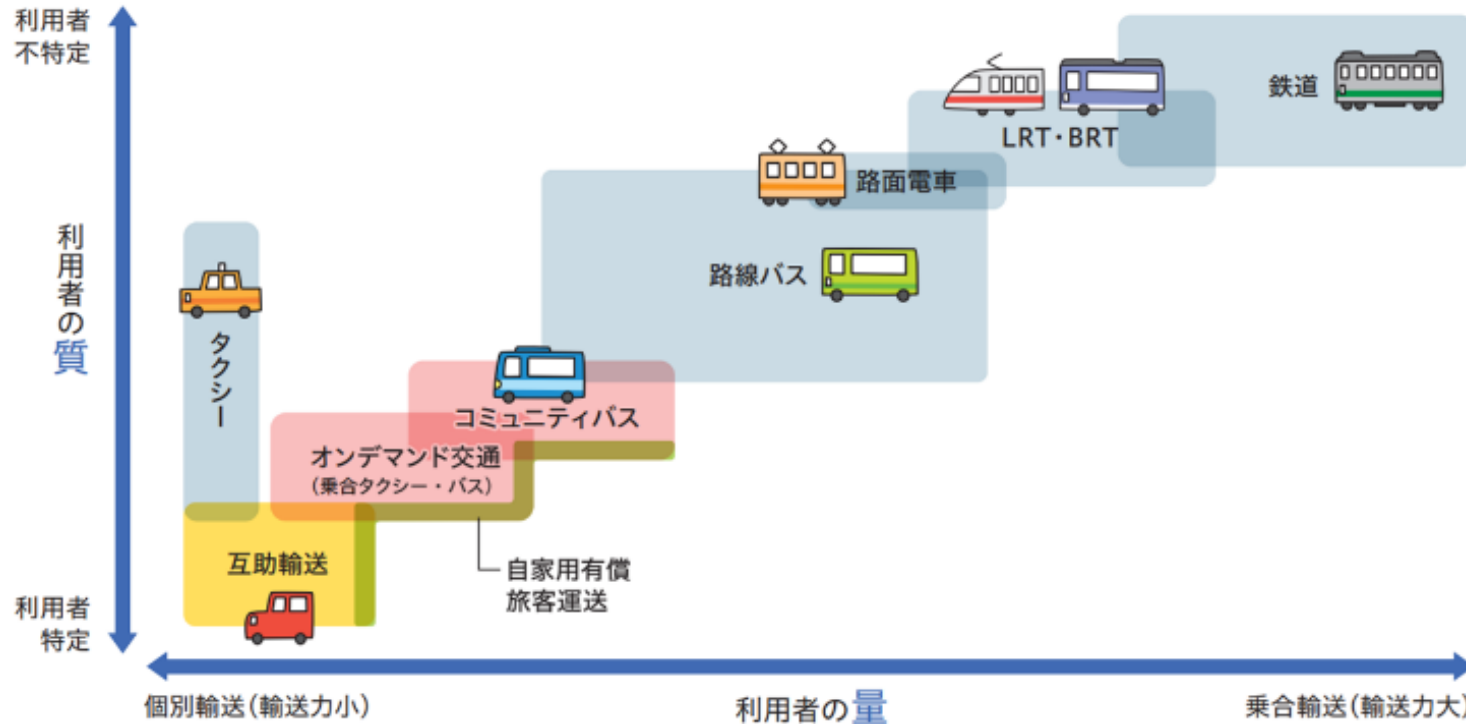 利用者
不特定
鉄道
LRT・BRT
路面電車
利用者の質
路線バス
タクシー
コミュニティバス
オンデマンド交通
(乗合タクシー・バス)
互助輸送
自家用有償
旅客運送
利用者
特定
個別輸送(輸送力小)
利用者の量
乗合輸送(輸送力大)